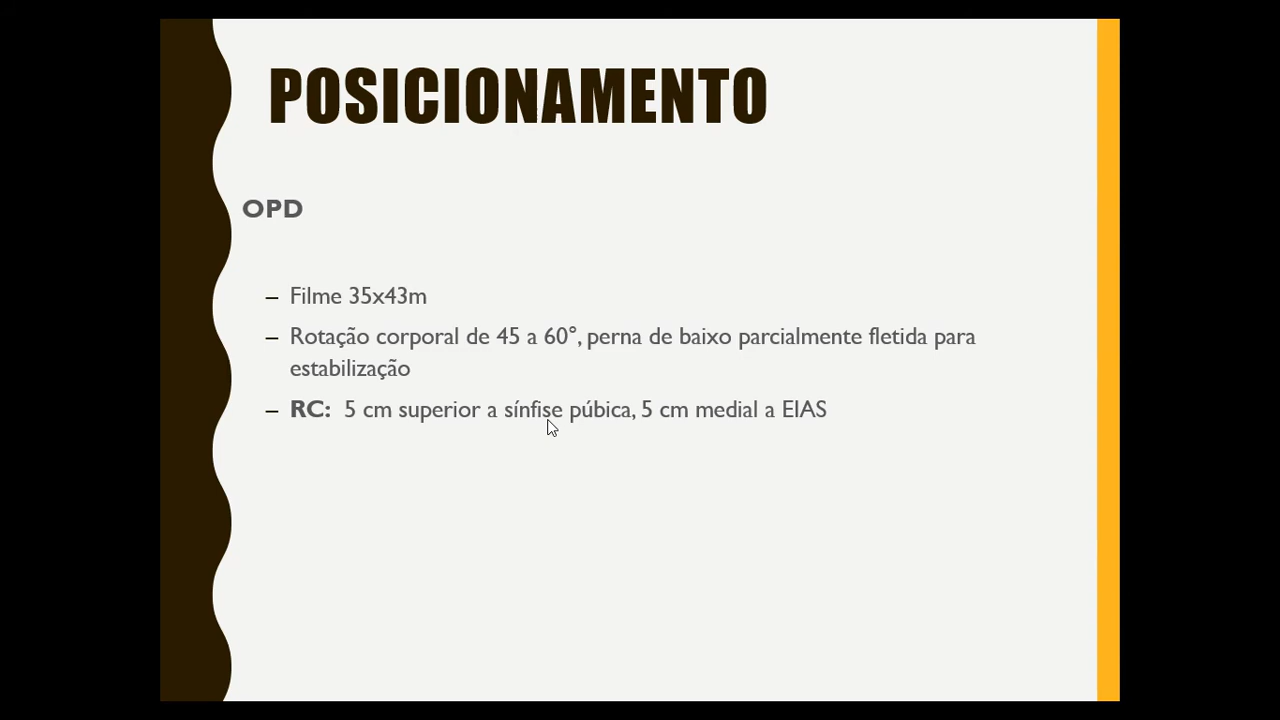 POSICIONAMENTO
OPD
– Filme 35x43m
– Rotação corporal de 45 a 60°, perna de baixo parcialmente fletida para
estabilização
– RC: 5 cm superior a sínfise púbica, 5 cm medial a EIAS